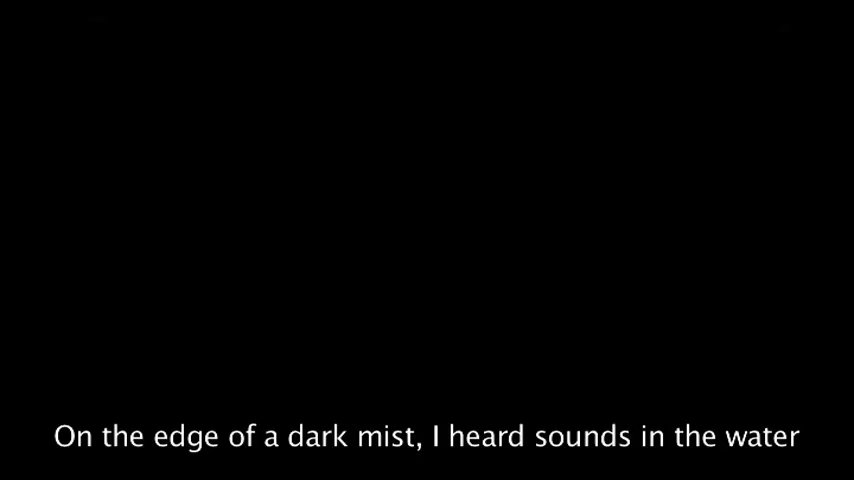 On the edge of a dark mist, I heard sounds in the water